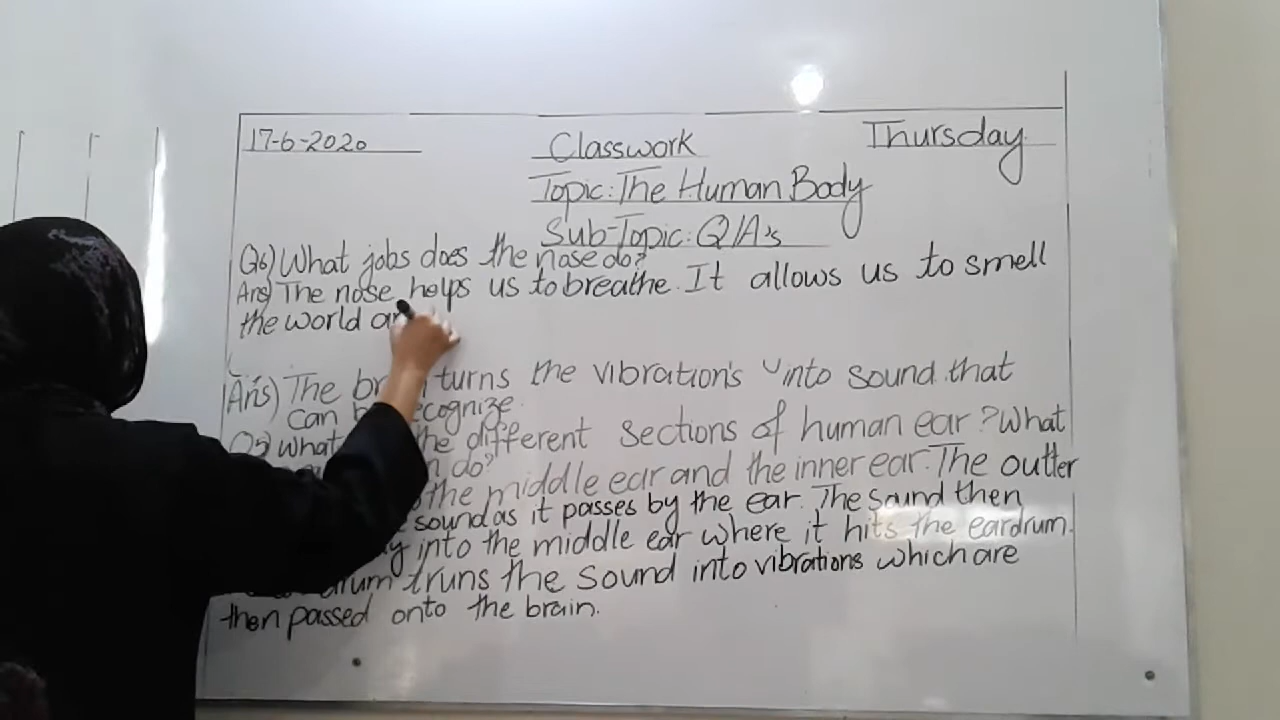 17-6-2020 Classwork Thursday
Topic: The Human Body
Sub-Topic: Q/A's
Q6) What jobs does the nose do?
Ans) The nose helps us to breathe. It allows us to smell
the world
Ans) The turns the vibration's into sound that
can recognize.
Q5) What the different sections of human ear? What
do?
the middle ear and the inner ear. The outter
sound as it passes by the ear. The sound then
into the middle ear where it hits the eardrum.
truns the sound into vibrations which are
then passed onto the brain.